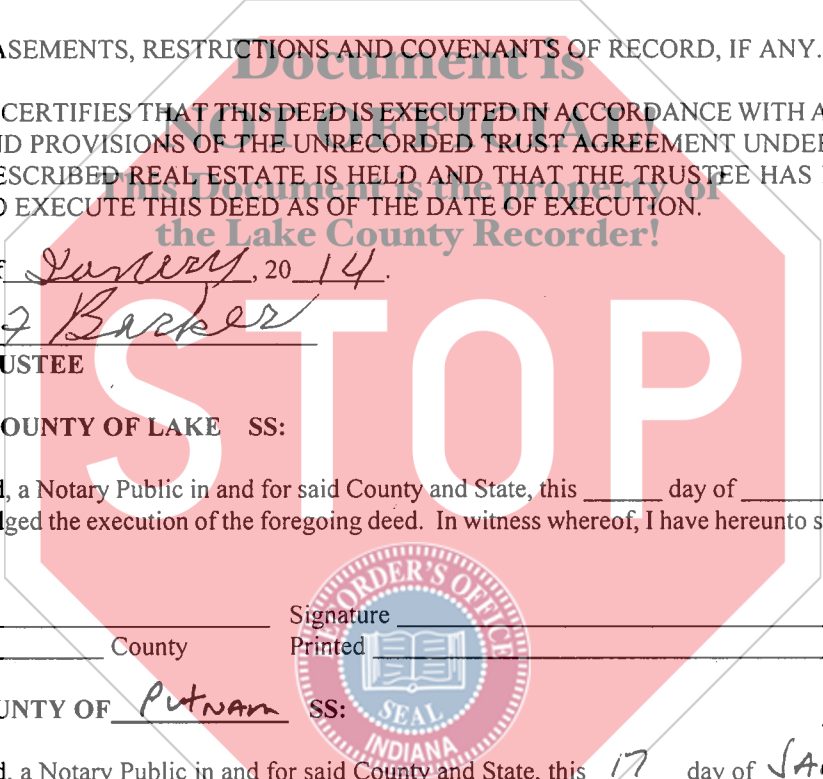 ASEMENTS, RESTRICTIONS AND COVENANTS OF RECORD, IF ANY.
Document is
CERTIFIES THAT THIS DEED IS EXECUTED IN ACCORDANCE WITH A
NOT OFFICIAL!
ND PROVISIONS OF THE UNRECORDED TRUST AGREEMENT UNDER
ESCRIBED REAL ESTATE IS HELD AND THAT THE TRUSTEE HAS
This Document is the property of
O EXECUTE THIS DEED AS OF THE DATE OF EXECUTION.
the Lake County Recorder!
f January, 20 14.
Barker
USTEE
STOP
OUNTY OF LAKE SS:
d, a Notary Public in and for said County and State, this ______ day of
dged the execution of the foregoing deed. In witness whereof, I have hereunto s
RECORDER'S OFFICE
Signature
County Printed
SEAL
UNTY OF PUTNAM SS:
INDIANA
d, a Notary Public in and for said County and State, this 17 day of JA